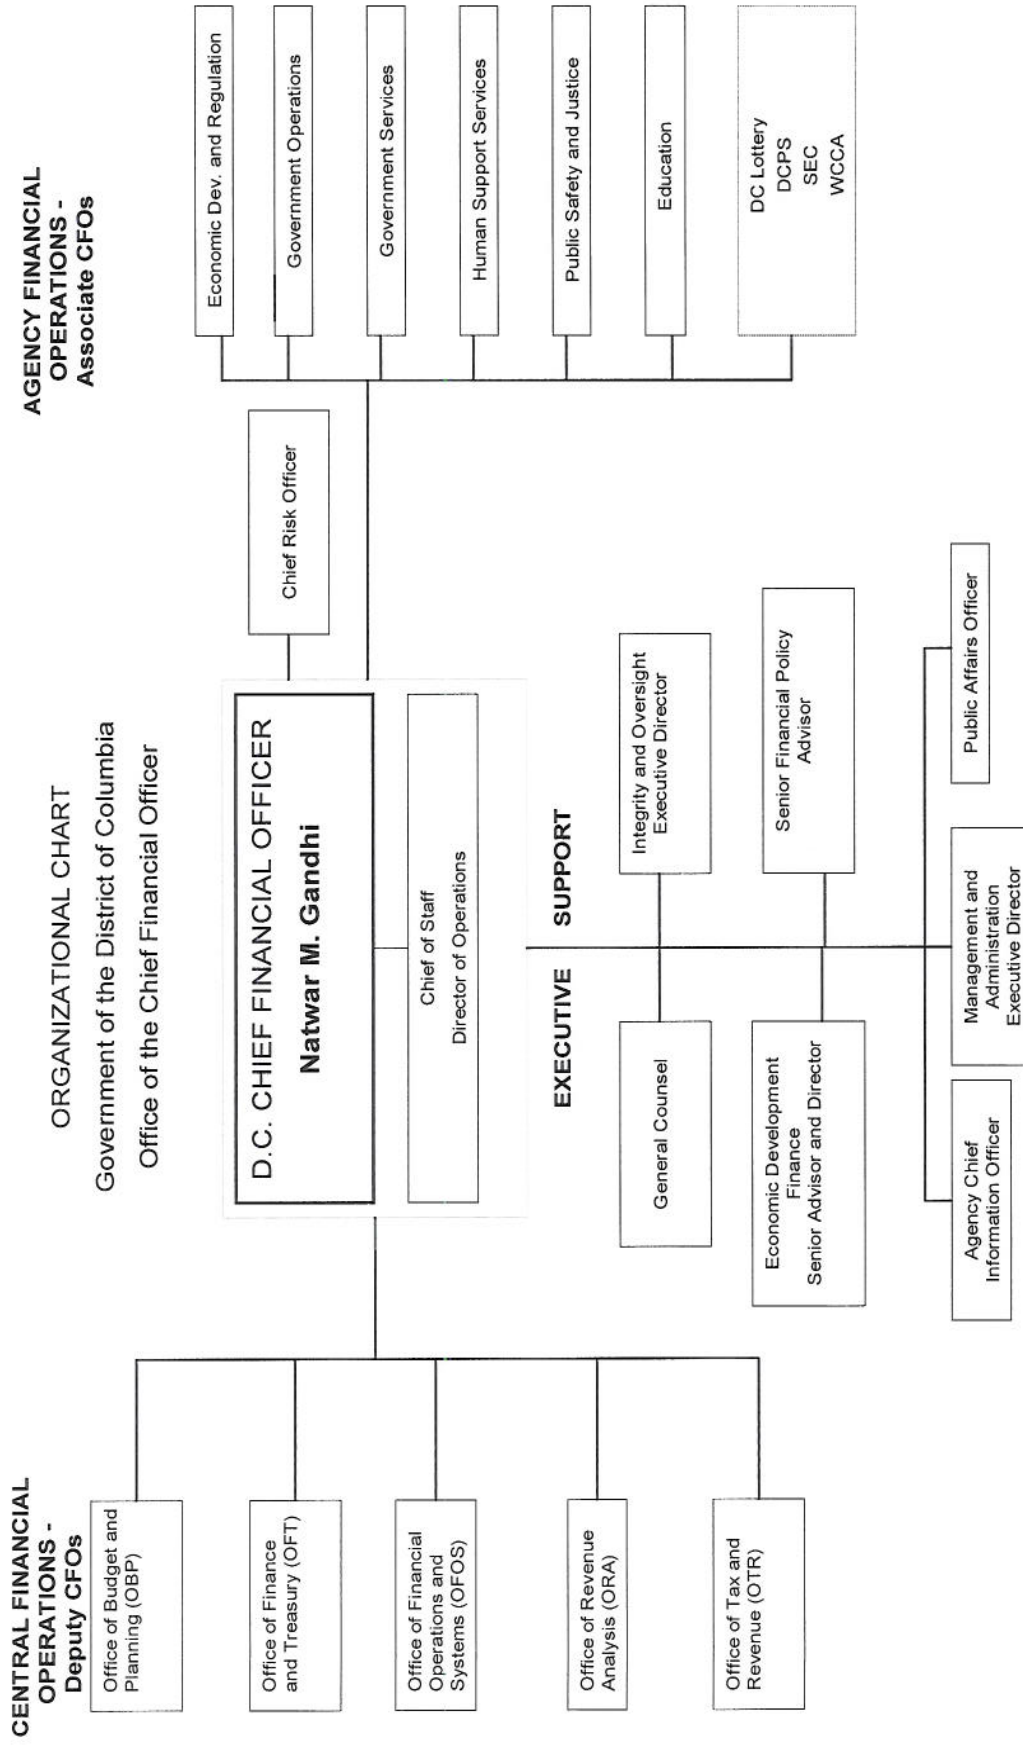 ORGANIZATIONAL CHART
Government of the District of Columbia
Office of the Chief Financial Officer
CENTRAL FINANCIAL
OPERATIONS -
Deputy CFOs
Office of Budget and
Planning (OBP)
Office of Finance
and Treasury (OFT)
Office of Financial
Operations and
Systems (OFOS)
Office of Revenue
Analysis (ORA)
Office of Tax and
Revenue (OTR)
D.C. CHIEF FINANCIAL OFFICER
Natwar M. Gandhi
Chief of Staff
Director of Operations
Chief Risk Officer
EXECUTIVE SUPPORT
General Counsel
Integrity and Oversight
Executive Director
Economic Development
Finance
Senior Advisor and Director
Senior Financial Policy
Advisor
Agency Chief
Information Officer
Management and
Administration
Executive Director
Public Affairs Officer
AGENCY FINANCIAL
OPERATIONS -
Associate CFOs
Economic Dev. and Regulation
Government Operations
Government Services
Human Support Services
Public Safety and Justice
Education
DC Lottery
DCPS
SEC
WCCA